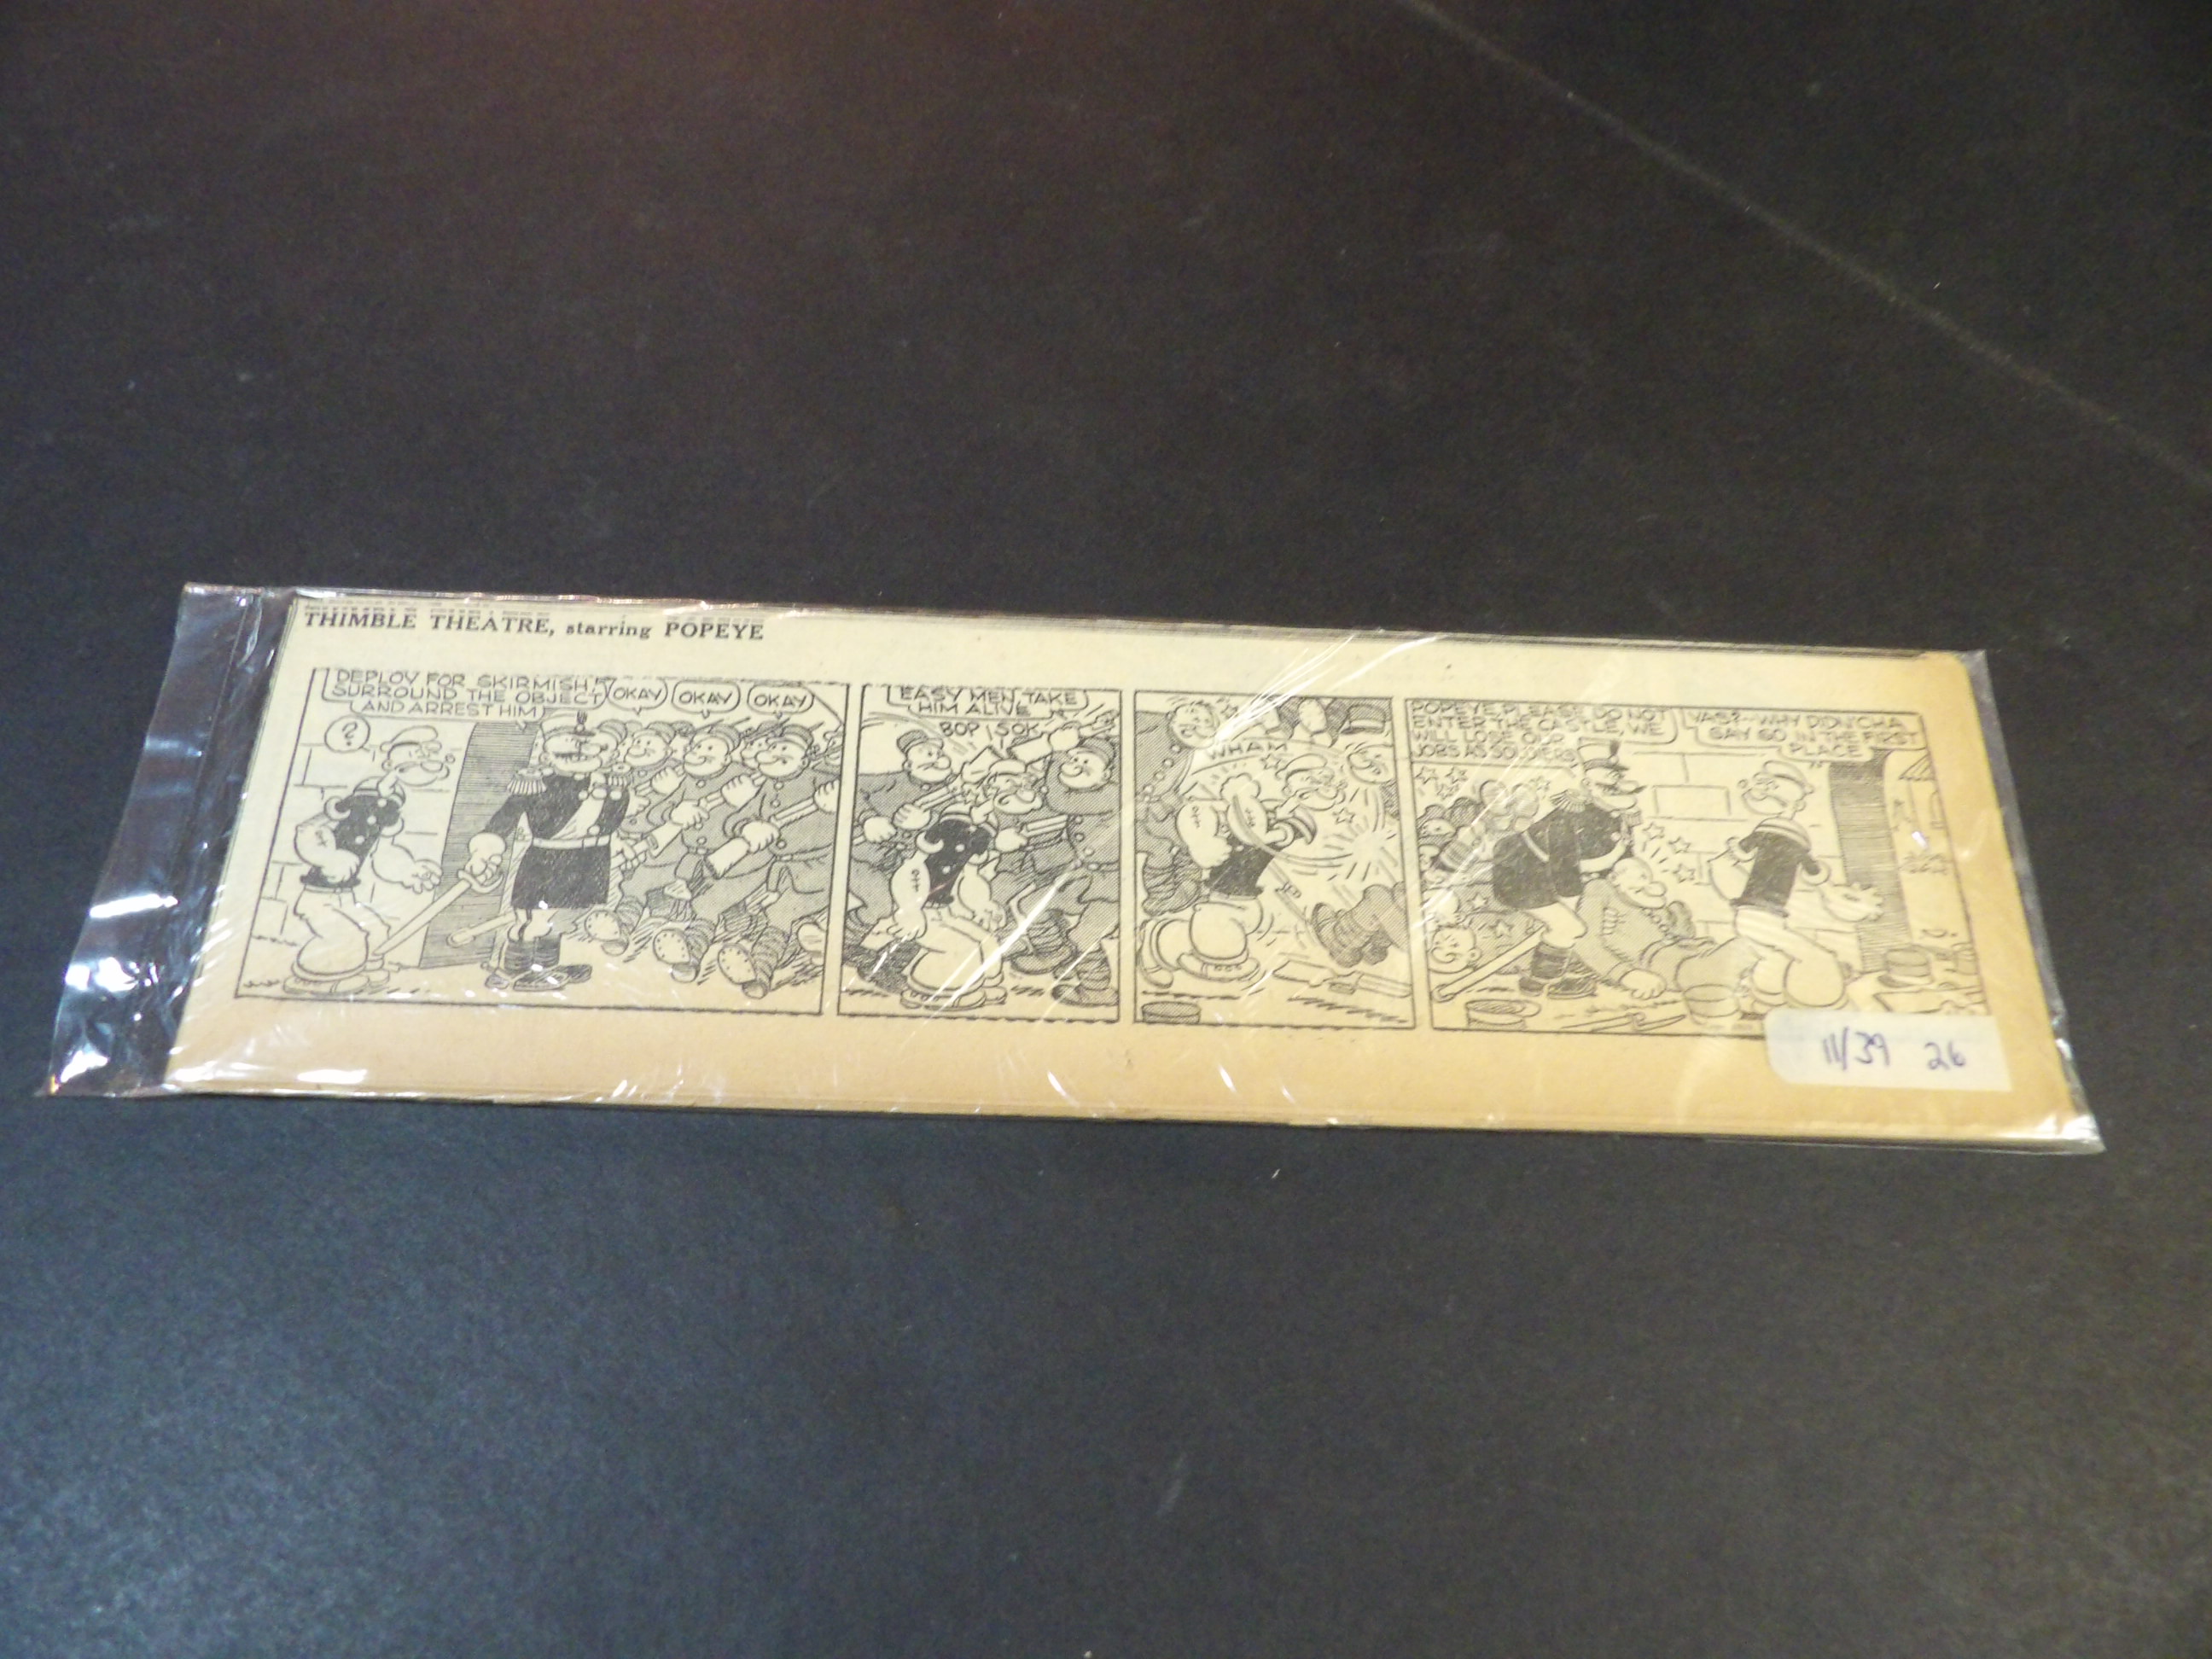 THIMBLE THEATRE, starring POPEYE
DEPLOY FOR SKIRMISH!
SURROUND THE OBJECT
AND ARREST HIM
OKAY
OKAY
OKAY
?
EASY MEN, TAKE
HIM ALIVE
BOP SOK
WHAM
POPEYE, PLEASE DO NOT
ENTER THE CASTLE, WE
WILL LOSE OUR
JOBS AS SOLDIERS
YAS?--WHY DIDN'CHA
SAY SO IN THE FIRST
PLACE
11/39 26